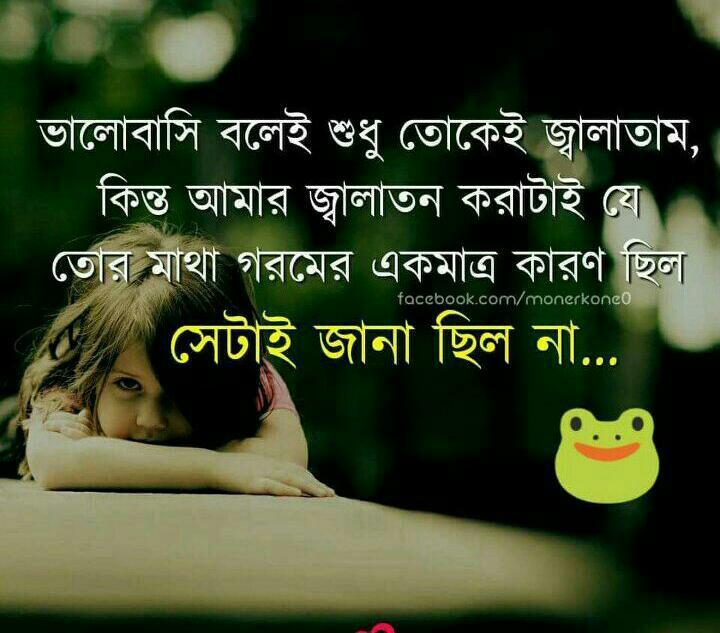 ভালোবাসি বলেই শুধু তোকেই জ্বালাতাম,
কিন্ত আমার জ্বালাতন করাটাই যে
তোর মাথা গরমের একমাত্র কারণ ছিল
facebook.com/monerkone0
সেটাই জানা ছিল না...